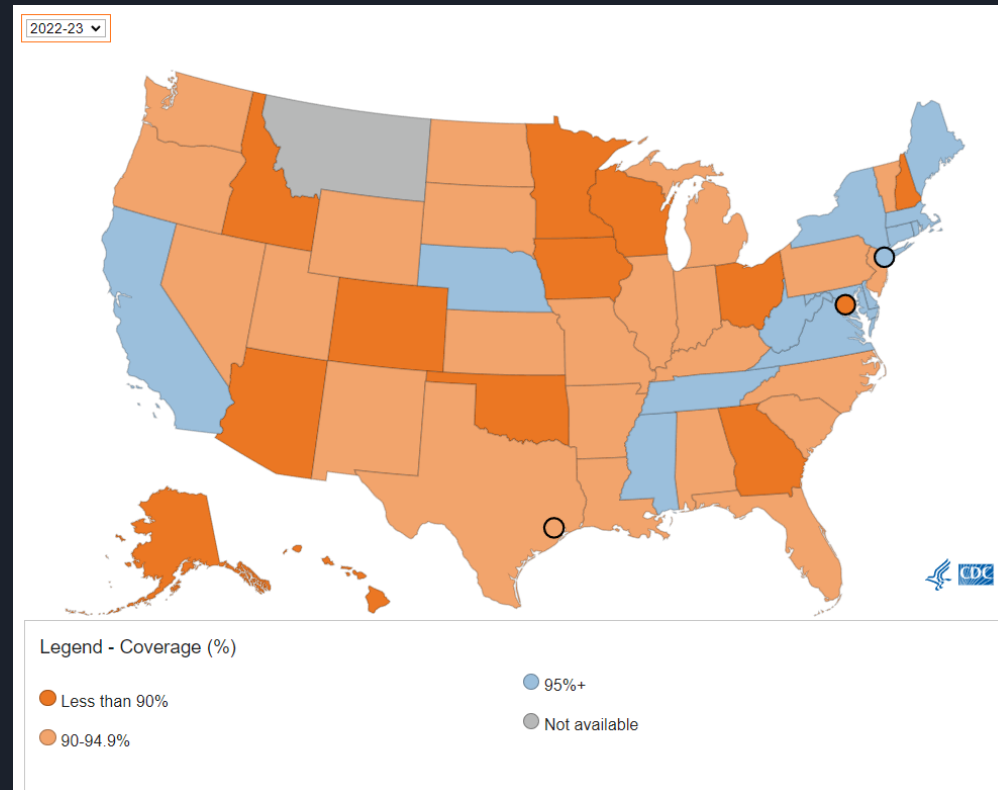 2022-23
CDC
Legend - Coverage (%)
Less than 90%
90-94.9%
95%+
Not available